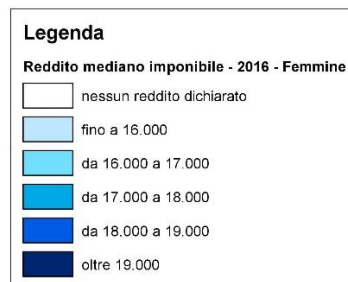 Legenda
Reddito mediano imponibile - 2016 - Femmine
nessun reddito dichiarato
fino a 16.000
da 16.000 a 17.000
da 17.000 a 18.000
da 18.000 a 19.000
oltre 19.000